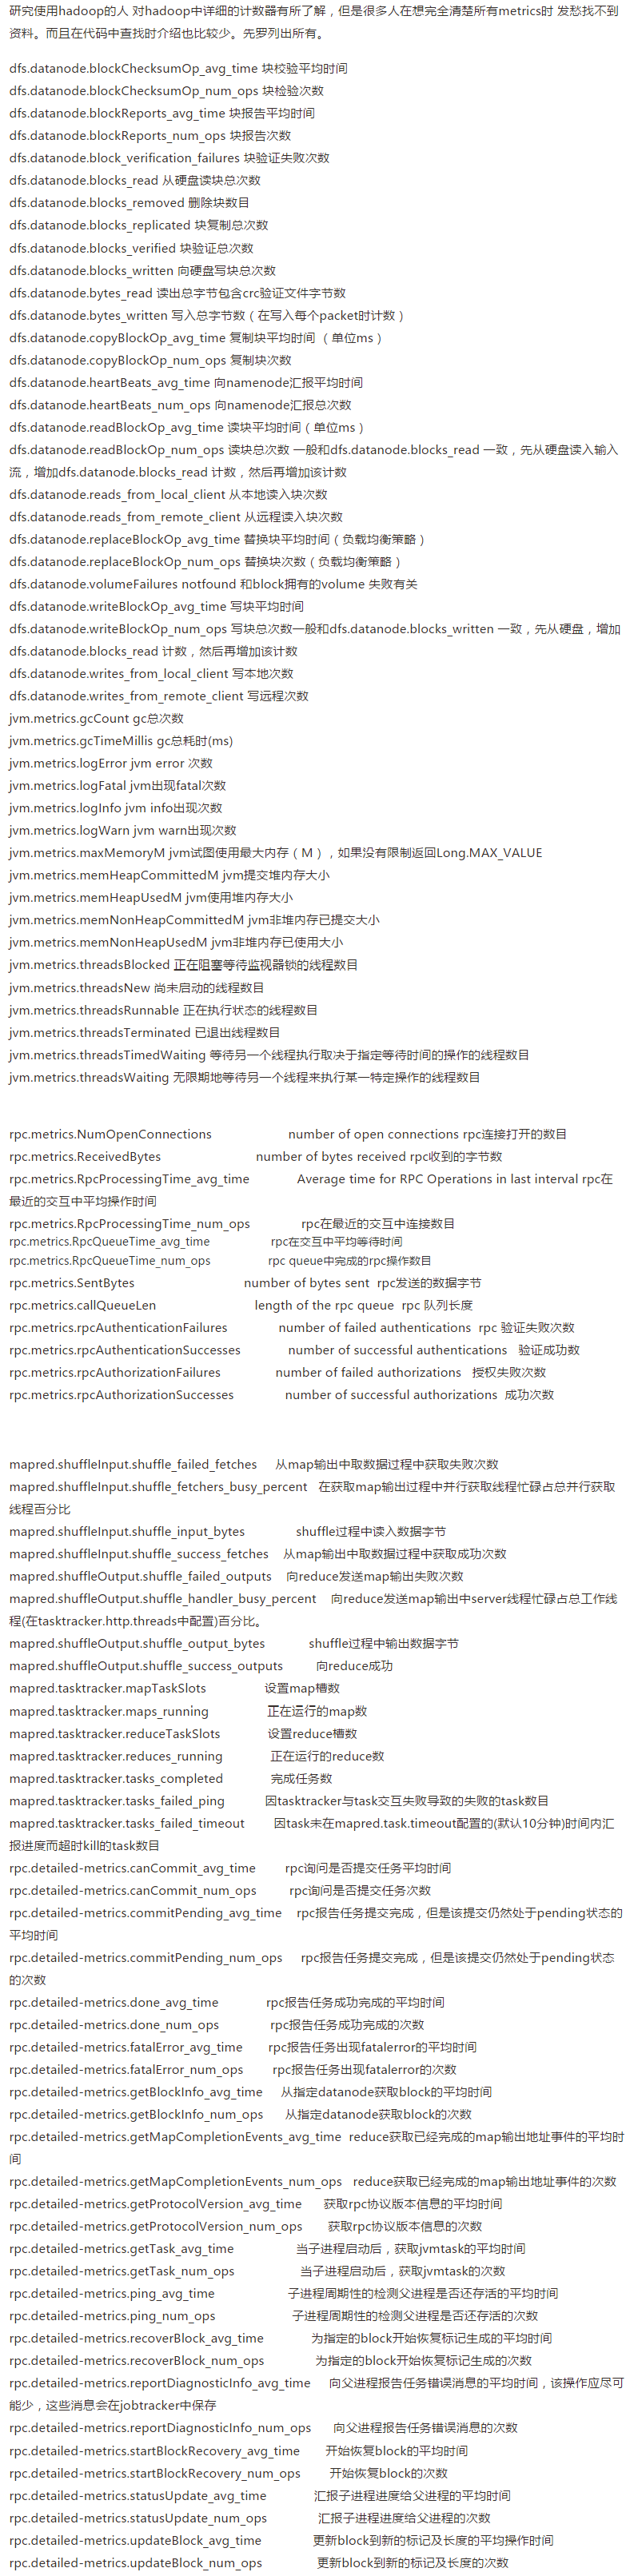 研究使用hadoop的人 对hadoop中详细的计数器有所了解，但是很多人在想完全清楚所有metrics时 发愁找不到
资料。而且在代码中查找时介绍也比较少。先罗列出所有。
dfs.datanode.blockChecksumOp_avg_time 块校验平均时间
dfs.datanode.blockChecksumOp_num_ops 块检验次数
dfs.datanode.blockReports_avg_time 块报告平均时间
dfs.datanode.blockReports_num_ops 块报告次数
dfs.datanode.block_verification_failures 块验证失败次数
dfs.datanode.blocks_read 从硬盘读块总次数
dfs.datanode.blocks_removed 删除块数目
dfs.datanode.blocks_replicated 块复制总次数
dfs.datanode.blocks_verified 块验证总次数
dfs.datanode.blocks_written 向硬盘写块总次数
dfs.datanode.bytes_read 读出总字节包含crc验证文件字节数
dfs.datanode.bytes_written 写入总字节数（在写入每个packet时计数）
dfs.datanode.copyBlockOp_avg_time 复制块平均时间 （单位ms）
dfs.datanode.copyBlockOp_num_ops 复制块次数
dfs.datanode.heartBeats_avg_time 向namenode汇报平均时间
dfs.datanode.heartBeats_num_ops 向namenode汇报总次数
dfs.datanode.readBlockOp_avg_time 读块平均时间（单位ms）
dfs.datanode.readBlockOp_num_ops 读块总次数 一般和dfs.datanode.blocks_read 一致，先从硬盘读入输入
流，增加dfs.datanode.blocks_read 计数，然后再增加该计数
dfs.datanode.reads_from_local_client 从本地读入块次数
dfs.datanode.reads_from_remote_client 从远程读入块次数
dfs.datanode.replaceBlockOp_avg_time 替换块平均时间（负载均衡策略）
dfs.datanode.replaceBlockOp_num_ops 替换块次数（负载均衡策略）
dfs.datanode.volumeFailures notfound 和block拥有的volume 失败有关
dfs.datanode.writeBlockOp_avg_time 写块平均时间
dfs.datanode.writeBlockOp_num_ops 写块总次数一般和dfs.datanode.blocks_written 一致，先从硬盘，增加
dfs.datanode.blocks_read 计数，然后再增加该计数
dfs.datanode.writes_from_local_client 写本地次数
dfs.datanode.writes_from_remote_client 写远程次数
jvm.metrics.gcCount gc总次数
jvm.metrics.gcTimeMillis gc总耗时(ms)
jvm.metrics.logError jvm error 次数
jvm.metrics.logFatal jvm出现fatal次数
jvm.metrics.logInfo jvm info出现次数
jvm.metrics.logWarn jvm warn出现次数
jvm.metrics.maxMemoryM jvm试图使用最大内存（M），如果没有限制返回Long.MAX_VALUE
jvm.metrics.memHeapCommittedM jvm提交堆内存大小
jvm.metrics.memHeapUsedM jvm使用堆内存大小
jvm.metrics.memNonHeapCommittedM jvm非堆内存已提交大小
jvm.metrics.memNonHeapUsedM jvm非堆内存已使用大小
jvm.metrics.threadsBlocked 正在阻塞等待监视器锁的线程数目
jvm.metrics.threadsNew 尚未启动的线程数目
jvm.metrics.threadsRunnable 正在执行状态的线程数目
jvm.metrics.threadsTerminated 已退出线程数目
jvm.metrics.threadsTimedWaiting 等待另一个线程执行取决于指定等待时间的操作的线程数目
jvm.metrics.threadsWaiting 无限期地等待另一个线程来执行某一特定操作的线程数目
rpc.metrics.NumOpenConnections number of open connections rpc连接打开的数目
rpc.metrics.ReceivedBytes number of bytes received rpc收到的字节数
rpc.metrics.RpcProcessingTime_avg_time Average time for RPC Operations in last interval rpc在
最近的交互中平均操作时间
rpc.metrics.RpcProcessingTime_num_ops rpc在最近的交互中连接数目
rpc.metrics.RpcQueueTime_avg_time rpc在交互中平均等待时间
rpc.metrics.RpcQueueTime_num_ops rpc queue中完成的rpc操作数目
rpc.metrics.SentBytes number of bytes sent rpc发送的数据字节
rpc.metrics.callQueueLen length of the rpc queue rpc 队列长度
rpc.metrics.rpcAuthenticationFailures number of failed authentications rpc 验证失败次数
rpc.metrics.rpcAuthenticationSuccesses number of successful authentications 验证成功数
rpc.metrics.rpcAuthorizationFailures number of failed authorizations 授权失败次数
rpc.metrics.rpcAuthorizationSuccesses number of successful authorizations 成功次数
mapred.shuffleInput.shuffle_failed_fetches 从map输出中取数据过程中获取失败次数
mapred.shuffleInput.shuffle_fetchers_busy_percent 在获取map输出过程中并行获取线程忙碌占总并行获取
线程百分比
mapred.shuffleInput.shuffle_input_bytes shuffle过程中读入数据字节
mapred.shuffleInput.shuffle_success_fetches 从map输出中取数据过程中获取成功次数
mapred.shuffleOutput.shuffle_failed_outputs 向reduce发送map输出失败次数
mapred.shuffleOutput.shuffle_handler_busy_percent 向reduce发送map输出中server线程忙碌占总工作线
程(在tasktracker.http.threads中配置)百分比。
mapred.shuffleOutput.shuffle_output_bytes shuffle过程中输出数据字节
mapred.shuffleOutput.shuffle_success_outputs 向reduce成功
mapred.tasktracker.mapTaskSlots 设置map槽数
mapred.tasktracker.maps_running 正在运行的map数
mapred.tasktracker.reduceTaskSlots 设置reduce槽数
mapred.tasktracker.reduces_running 正在运行的reduce数
mapred.tasktracker.tasks_completed 完成任务数
mapred.tasktracker.tasks_failed_ping 因tasktracker与task交互失败导致的失败的task数目
mapred.tasktracker.tasks_failed_timeout 因task未在mapred.task.timeout配置的(默认10分钟)时间内汇
报进度而超时kill的task数目
rpc.detailed-metrics.canCommit_avg_time rpc询问是否提交任务平均时间
rpc.detailed-metrics.canCommit_num_ops rpc询问是否提交任务次数
rpc.detailed-metrics.commitPending_avg_time rpc报告任务提交完成，但是该提交仍然处于pending状态的
平均时间
rpc.detailed-metrics.commitPending_num_ops rpc报告任务提交完成，但是该提交仍然处于pending状态
的次数
rpc.detailed-metrics.done_avg_time rpc报告任务成功完成的平均时间
rpc.detailed-metrics.done_num_ops rpc报告任务成功完成的次数
rpc.detailed-metrics.fatalError_avg_time rpc报告任务出现fatalerror的平均时间
rpc.detailed-metrics.fatalError_num_ops rpc报告任务出现fatalerror的次数
rpc.detailed-metrics.getBlockInfo_avg_time 从指定datanode获取block的平均时间
rpc.detailed-metrics.getBlockInfo_num_ops 从指定datanode获取block的次数
rpc.detailed-metrics.getMapCompletionEvents_avg_time reduce获取已经完成的map输出地址事件的平均时
间
rpc.detailed-metrics.getMapCompletionEvents_num_ops reduce获取已经完成的map输出地址事件的次数
rpc.detailed-metrics.getProtocolVersion_avg_time 获取rpc协议版本信息的平均时间
rpc.detailed-metrics.getProtocolVersion_num_ops 获取rpc协议版本信息的次数
rpc.detailed-metrics.getTask_avg_time 当子进程启动后，获取jvmtask的平均时间
rpc.detailed-metrics.getTask_num_ops 当子进程启动后，获取jvmtask的次数
rpc.detailed-metrics.ping_avg_time 子进程周期性的检测父进程是否还存活的平均时间
rpc.detailed-metrics.ping_num_ops 子进程周期性的检测父进程是否还存活的次数
rpc.detailed-metrics.recoverBlock_avg_time 为指定的block开始恢复标记生成的平均时间
rpc.detailed-metrics.recoverBlock_num_ops 为指定的block开始恢复标记生成的次数
rpc.detailed-metrics.reportDiagnosticInfo_avg_time 向父进程报告任务错误消息的平均时间，该操作应尽可
能少，这些消息会在jobtracker中保存
rpc.detailed-metrics.reportDiagnosticInfo_num_ops 向父进程报告任务错误消息的次数
rpc.detailed-metrics.startBlockRecovery_avg_time 开始恢复block的平均时间
rpc.detailed-metrics.startBlockRecovery_num_ops 开始恢复block的次数
rpc.detailed-metrics.statusUpdate_avg_time 汇报子进程进度给父进程的平均时间
rpc.detailed-metrics.statusUpdate_num_ops 汇报子进程进度给父进程的次数
rpc.detailed-metrics.updateBlock_avg_time 更新block到新的标记及长度的平均操作时间
rpc.detailed-metrics.updateBlock_num_ops 更新block到新的标记及长度的次数